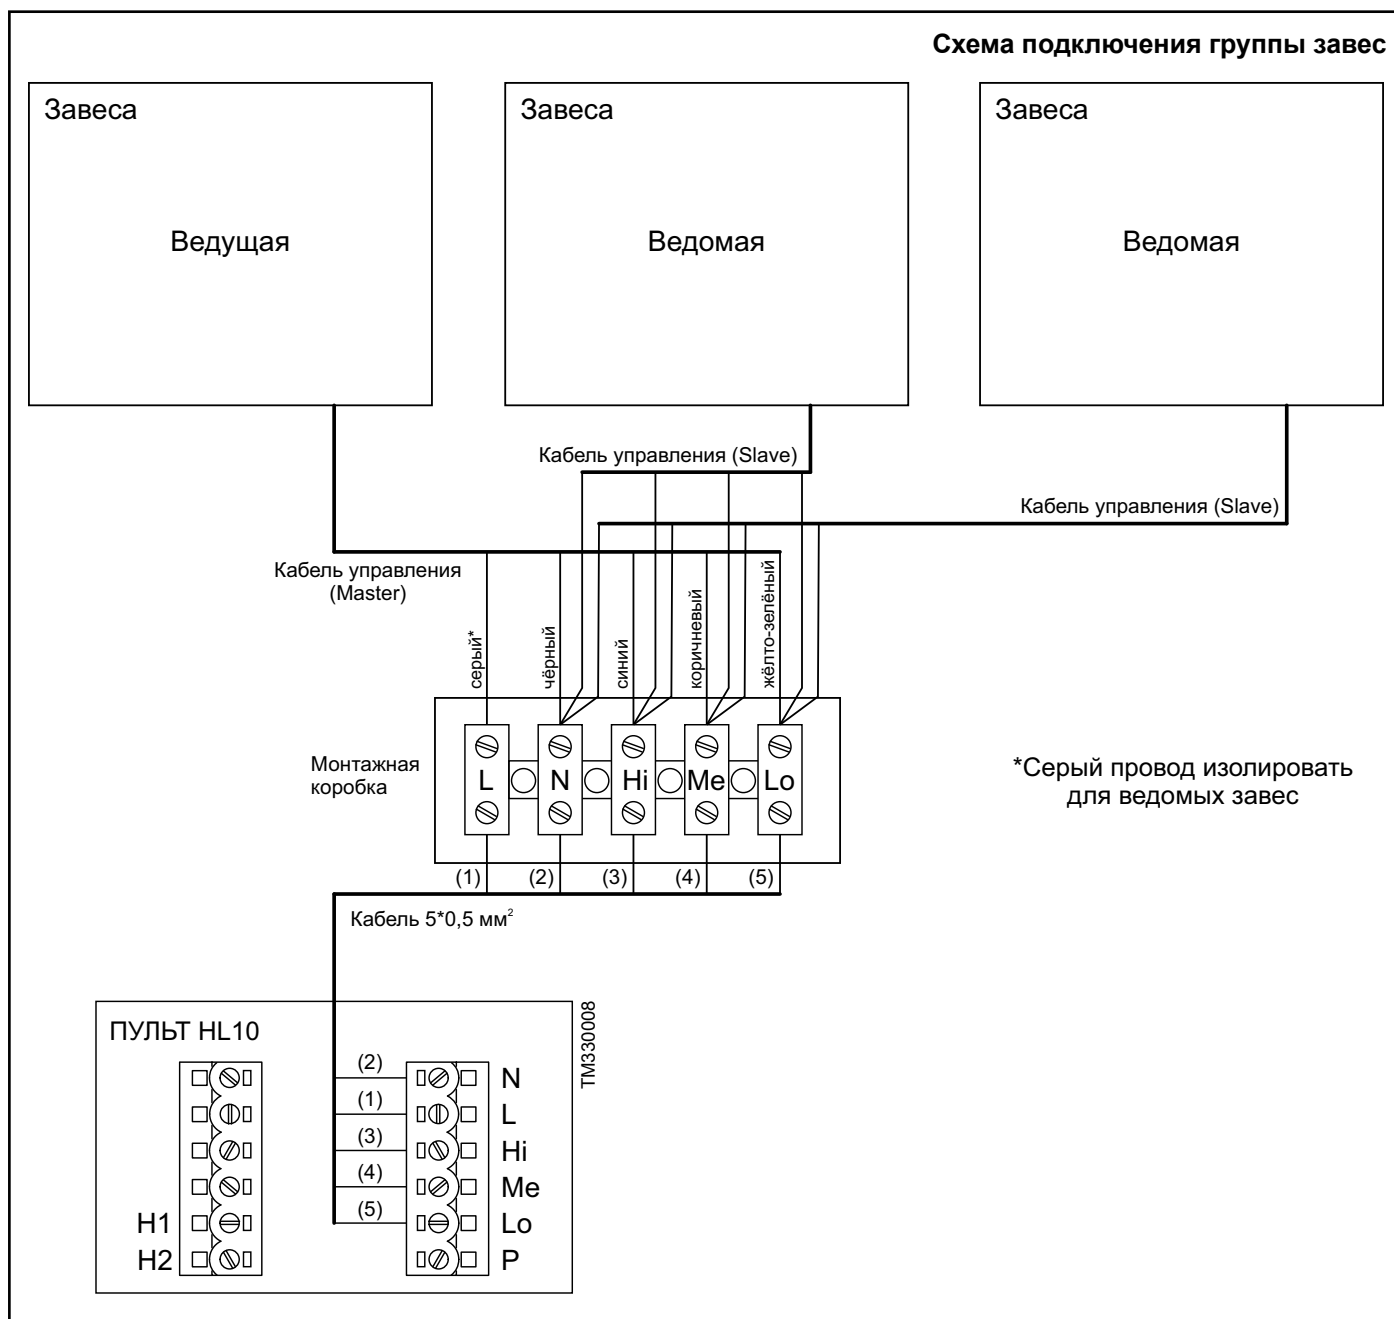 Схема подключения группы завес
Завеса
Завеса
Завеса
Ведущая
Ведомая
Ведомая
Кабель управления (Slave)
Кабель управления (Slave)
Кабель управления
(Master)
серый*
чёрный
синий
коричневый
жёлто-зелёный
Монтажная
коробка
L
N
Hi
Me
Lo
*Серый провод изолировать
для ведомых завес
(1)
(2)
(3)
(4)
(5)
Кабель 5*0,5 мм²
ПУЛЬТ HL10
TM330008
(2)
N
(1)
L
(3)
Hi
(4)
Me
H1
(5)
Lo
H2
P